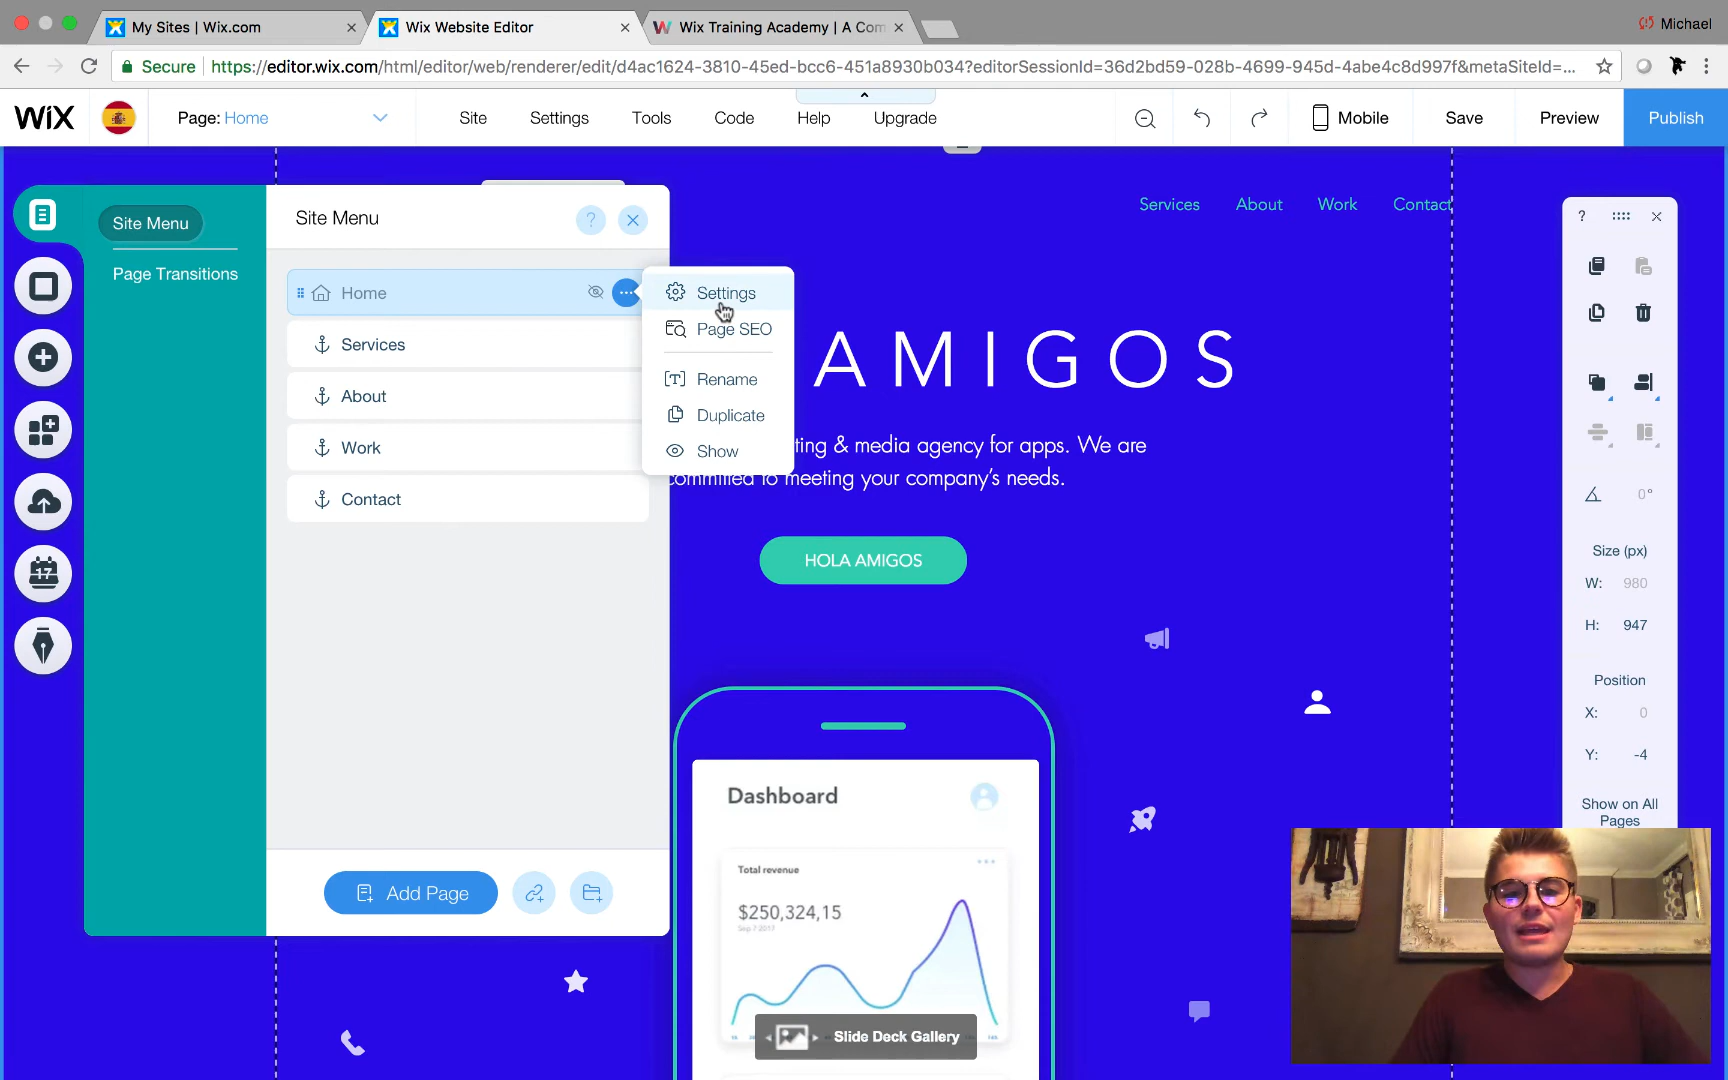 My Sites | Wix.com
Wix Website Editor
Wix Training Academy | A Com
Michael
Secure
https://editor.wix.com/html/editor/web/renderer/edit/d4ac1624-3810-45ed-bcc6-451a8930b034?editorSessionId=36d2bd59-028b-4699-945d-4abe4c8d997f&metaSiteId=...
WiX
Page: Home
Site
Settings
Tools
Code
Help
Upgrade
Mobile
Save
Preview
Publish
Site Menu
Page Transitions
Site Menu
?
Home
Services
About
Work
Contact
Settings
Page SEO
Rename
Duplicate
Show
Add Page
17
Services
About
Work
Contact
AMIGOS
ting & media agency for apps. We are
committed to meeting your company's needs.
HOLA AMIGOS
Dashboard
Total revenue
$250,324,15
Sep 7 2017
Slide Deck Gallery
?
0°
Size (px)
W: 980
H: 947
Position
X: 0
Y: -4
Show on All
Pages